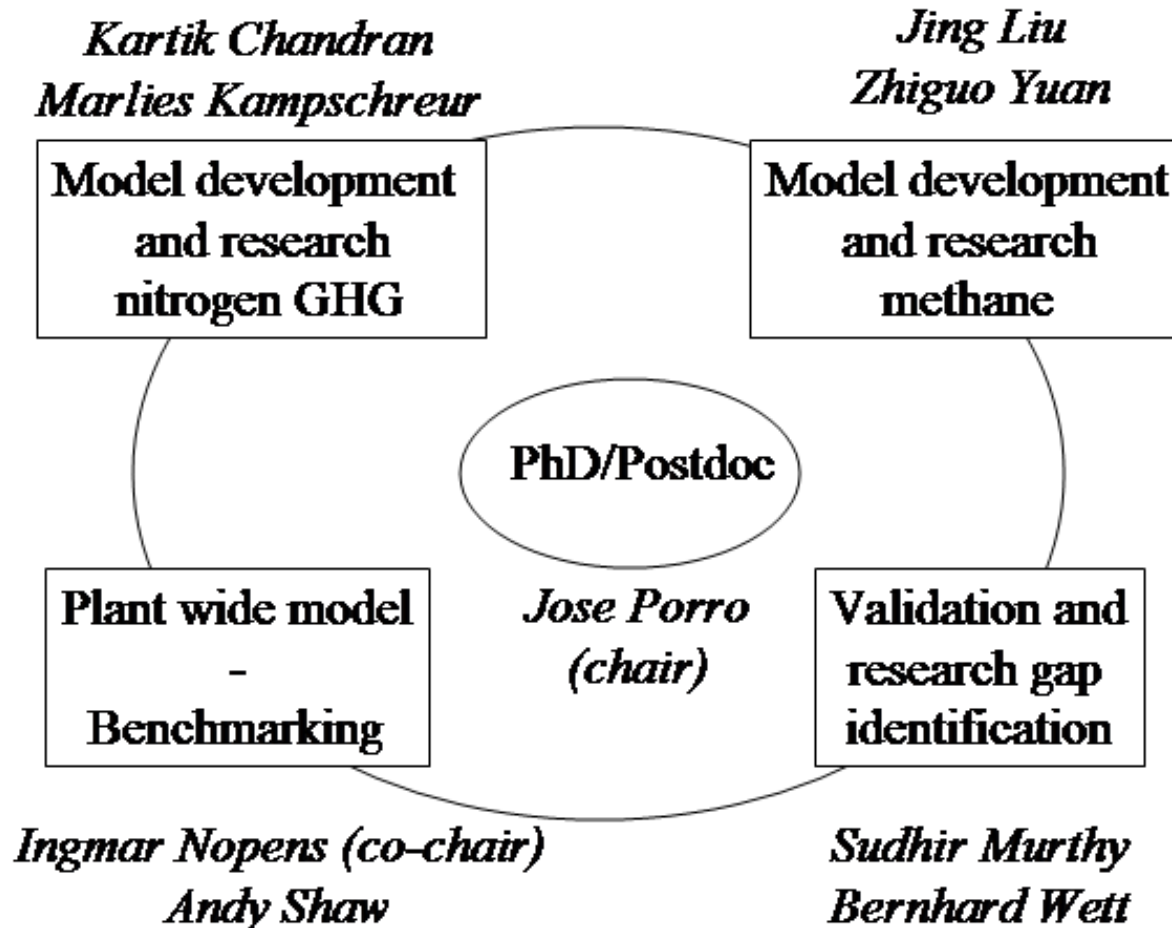 Kartik Chandran
Marlies Kampschreur
Model development
and research
nitrogen GHG
Jing Liu
Zhiguo Yuan
Model development
and research
methane
PhD/Postdoc
Jose Porro
(chair)
Plant wide model
-
Benchmarking
Ingmar Nopens (co-chair)
Andy Shaw
Validation and
research gap
identification
Sudhir Murthy
Bernhard Wett